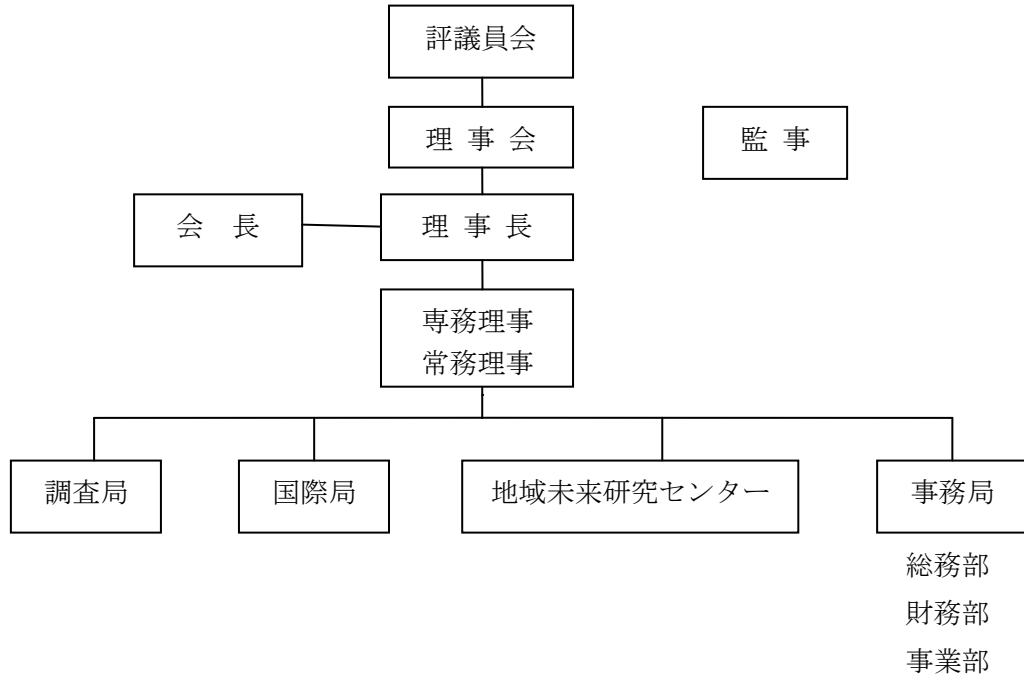 評議員会
理 事 会
監 事
会　長
理 事 長
専務理事
常務理事
調査局
国際局
地域未来研究センター
事務局
総務部
財務部
事業部